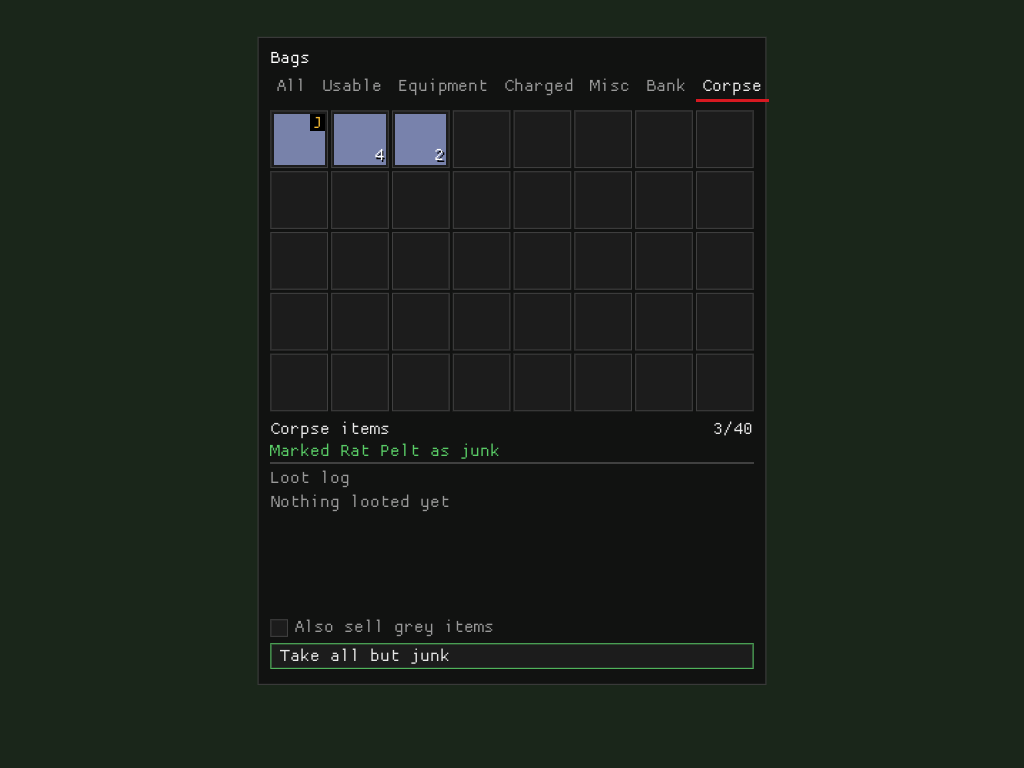 Bags
All Usable Equipment Charged Misc Bank Corpse
J
4 2
Corpse items 3/40
Marked Rat Pelt as junk
Loot log
Nothing looted yet
Also sell grey items
Take all but junk